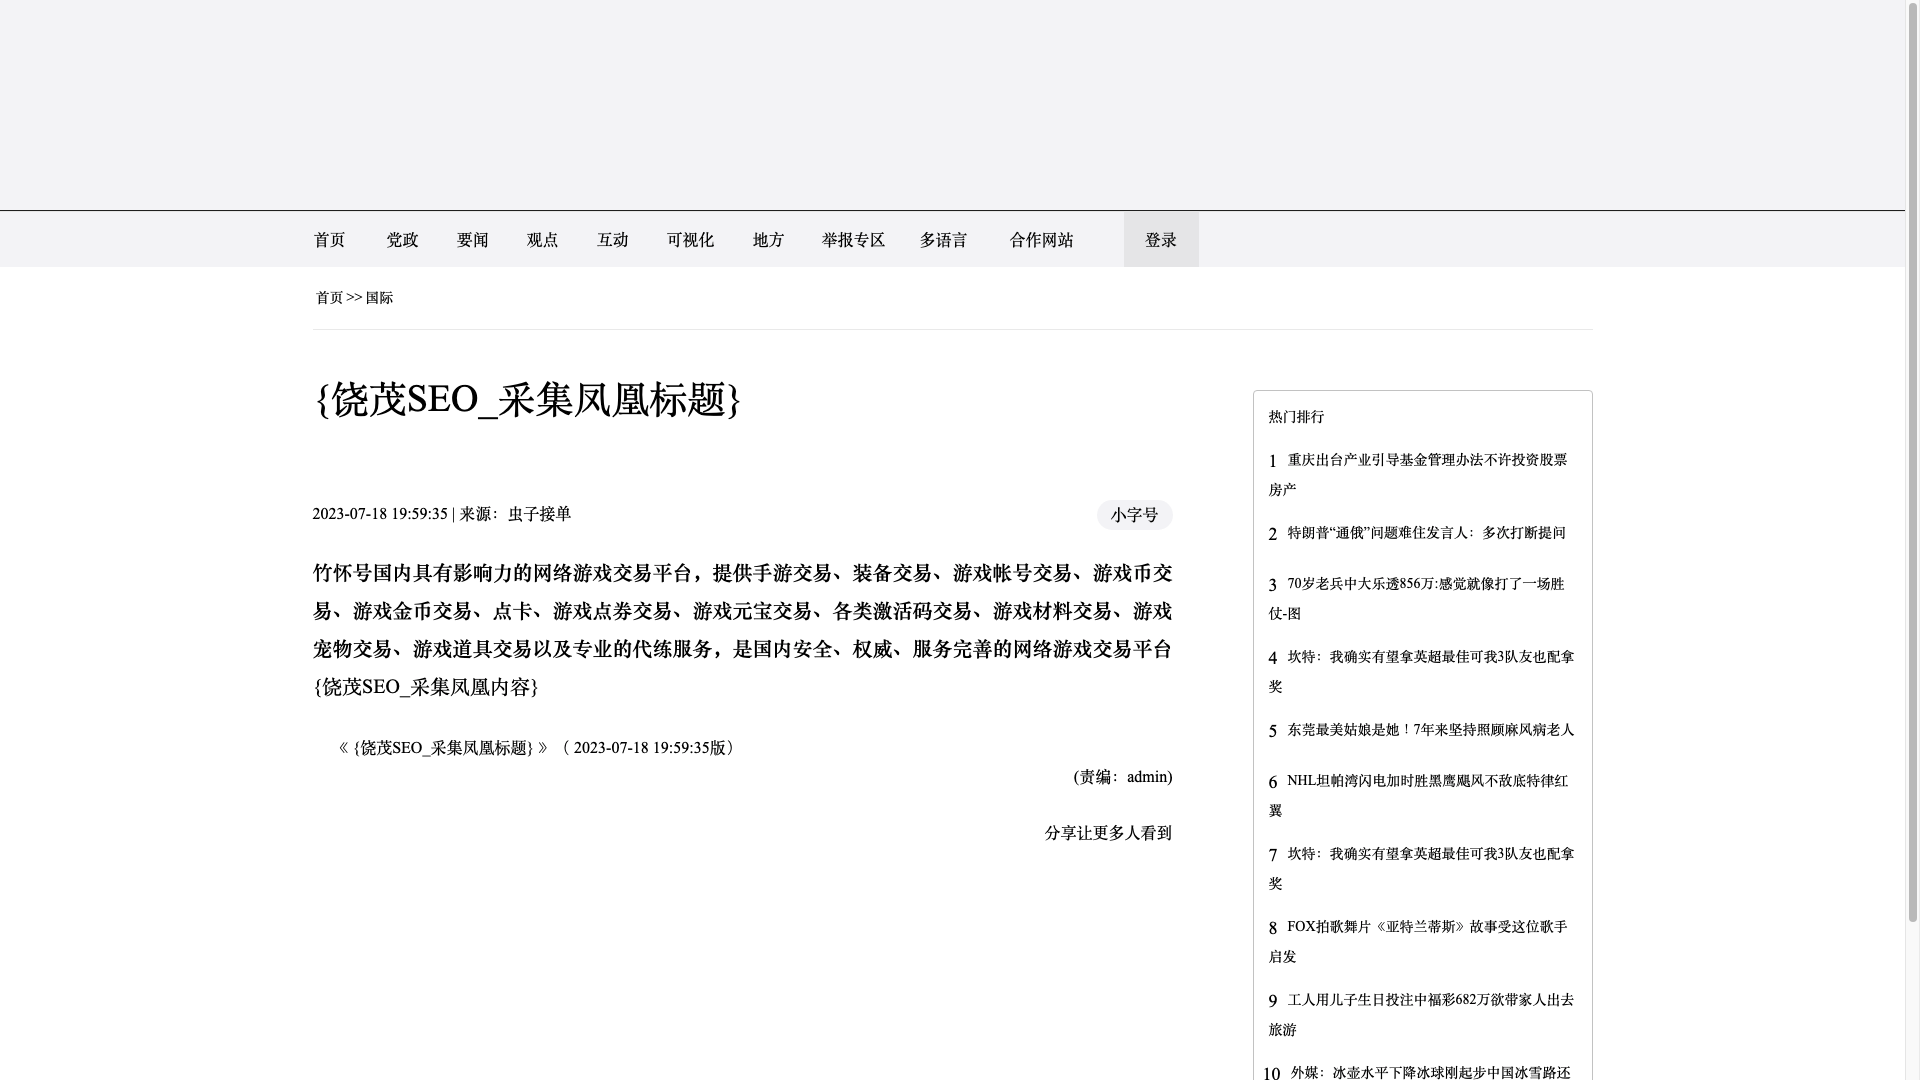 首页 党政 要闻 观点 互动 可视化 地方 举报专区 多语言 合作网站 登录
首页 >> 国际
{饶茂SEO_采集凤凰标题}
2023-07-18 19:59:35 | 来源：虫子接单
小字号
竹怀号国内具有影响力的网络游戏交易平台，提供手游交易、装备交易、游戏帐号交易、游戏币交
易、游戏金币交易、点卡、游戏点券交易、游戏元宝交易、各类激活码交易、游戏材料交易、游戏
宠物交易、游戏道具交易以及专业的代练服务，是国内安全、权威、服务完善的网络游戏交易平台
{饶茂SEO_采集凤凰内容}
《 {饶茂SEO_采集凤凰标题} 》（ 2023-07-18 19:59:35版）
(责编：admin)
分享让更多人看到
热门排行
1 重庆出台产业引导基金管理办法不许投资股票
房产
2 特朗普“通俄”问题难住发言人：多次打断提问
3 70岁老兵中大乐透856万:感觉就像打了一场胜
仗-图
4 坎特：我确实有望拿英超最佳可我3队友也配拿
奖
5 东莞最美姑娘是她！7年来坚持照顾麻风病老人
6 NHL坦帕湾闪电加时胜黑鹰飓风不敌底特律红
翼
7 坎特：我确实有望拿英超最佳可我3队友也配拿
奖
8 FOX拍歌舞片《亚特兰蒂斯》故事受这位歌手
启发
9 工人用儿子生日投注中福彩682万欲带家人出去
旅游
10 外媒：冰壶水平下降冰球刚起步中国冰雪路还